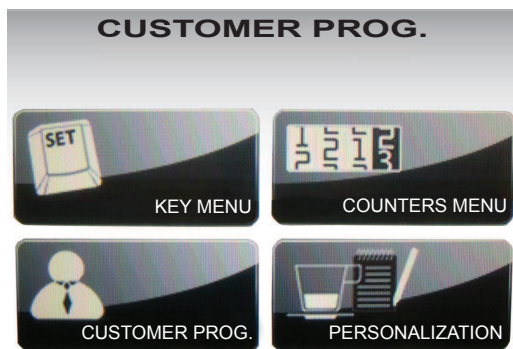 CUSTOMER PROG.
SET
KEY MENU
COUNTERS MENU
CUSTOMER PROG.
PERSONALIZATION